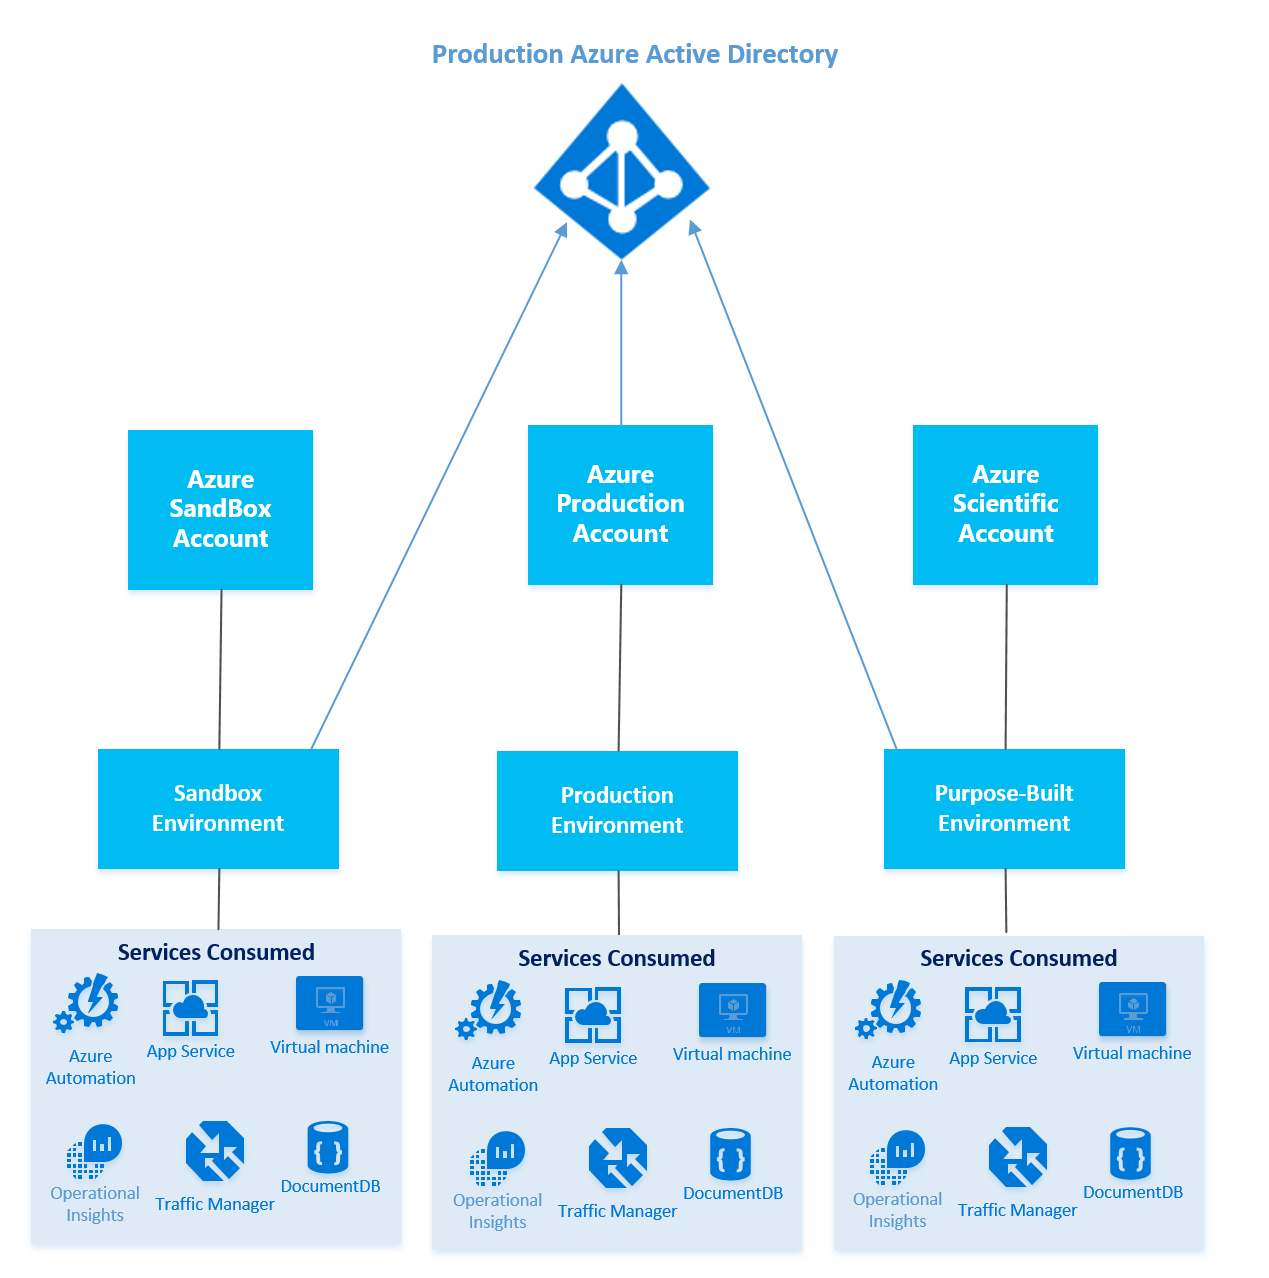 Production Azure Active Directory
Azure
SandBox
Account
Azure
Production
Account
Azure
Scientific
Account
Sandbox
Environment
Production
Environment
Purpose-Built
Environment
Services Consumed
Azure
Automation
App Service
VM
Virtual machine
Operational
Insights
Traffic Manager
DocumentDB
Services Consumed
Azure
Automation
App Service
VM
Virtual machine
Operational
Insights
Traffic Manager
DocumentDB
Services Consumed
Azure
Automation
App Service
VM
Virtual machine
Operational
Insights
Traffic Manager
DocumentDB